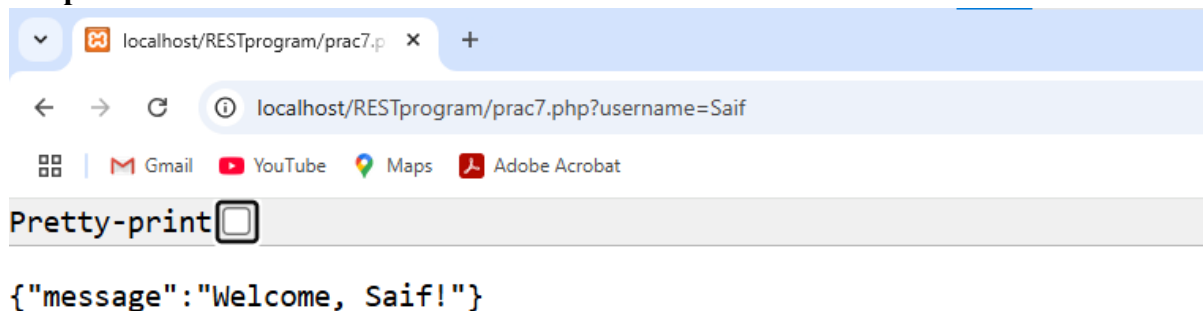 localhost/RESTprogram/prac7.p
localhost/RESTprogram/prac7.php?username=Saif
Gmail YouTube Maps Adobe Acrobat
Pretty-print
{"message":"Welcome, Saif!"}